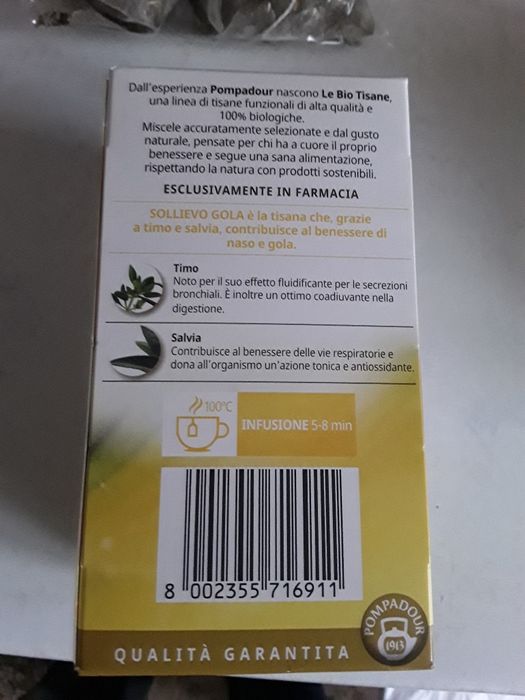 Dall'esperienza Pompadour nascono Le Bio Tisane,
una linea di tisane funzionali di alta qualità e
100% biologiche.
Miscele accuratamente selezionate e dal gusto
naturale, pensate per chi ha a cuore il proprio
benessere e segue una sana alimentazione,
rispettando la natura con prodotti sostenibili.
ESCLUSIVAMENTE IN FARMACIA
SOLLIEVO GOLA è la tisana che, grazie
a timo e salvia, contribuisce al benessere di
naso e gola.
Timo
Noto per il suo effetto fluidificante per le secrezioni
bronchiali. È inoltre un ottimo coadiuvante nella
digestione.
Salvia
Contribuisce al benessere delle vie respiratorie e
dona all'organismo un'azione tonica e antiossidante.
100°C
INFUSIONE 5-8 min
8 002355 716911
POMPADOUR
1913
QUALITÀ GARANTITA